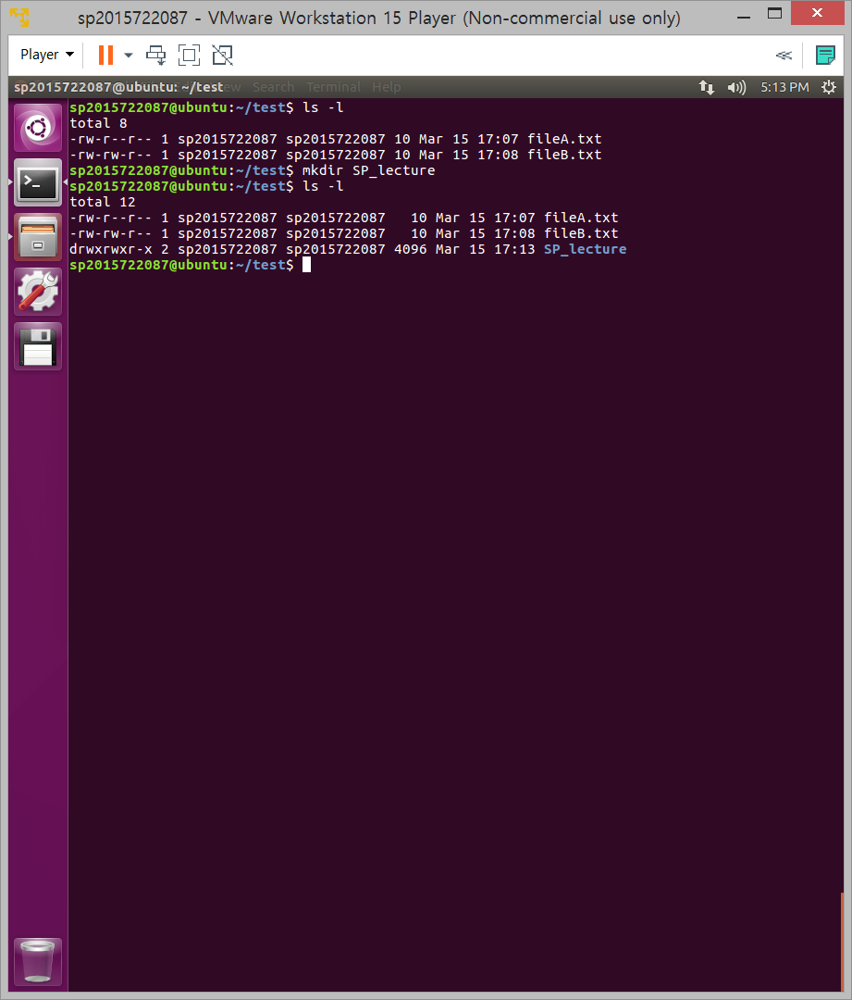 sp2015722087 - VMware Workstation 15 Player (Non-commercial use only)
Player
sp2015722087@ubuntu: ~/test Search Terminal Help 5:13 PM
sp2015722087@ubuntu:~/test$ ls -l
total 8
-rw-r--r-- 1 sp2015722087 sp2015722087 10 Mar 15 17:07 fileA.txt
-rw-rw-r-- 1 sp2015722087 sp2015722087 10 Mar 15 17:08 fileB.txt
sp2015722087@ubuntu:~/test$ mkdir SP_lecture
sp2015722087@ubuntu:~/test$ ls -l
total 12
-rw-r--r-- 1 sp2015722087 sp2015722087   10 Mar 15 17:07 fileA.txt
-rw-rw-r-- 1 sp2015722087 sp2015722087   10 Mar 15 17:08 fileB.txt
drwxrwxr-x 2 sp2015722087 sp2015722087 4096 Mar 15 17:13 SP_lecture
sp2015722087@ubuntu:~/test$